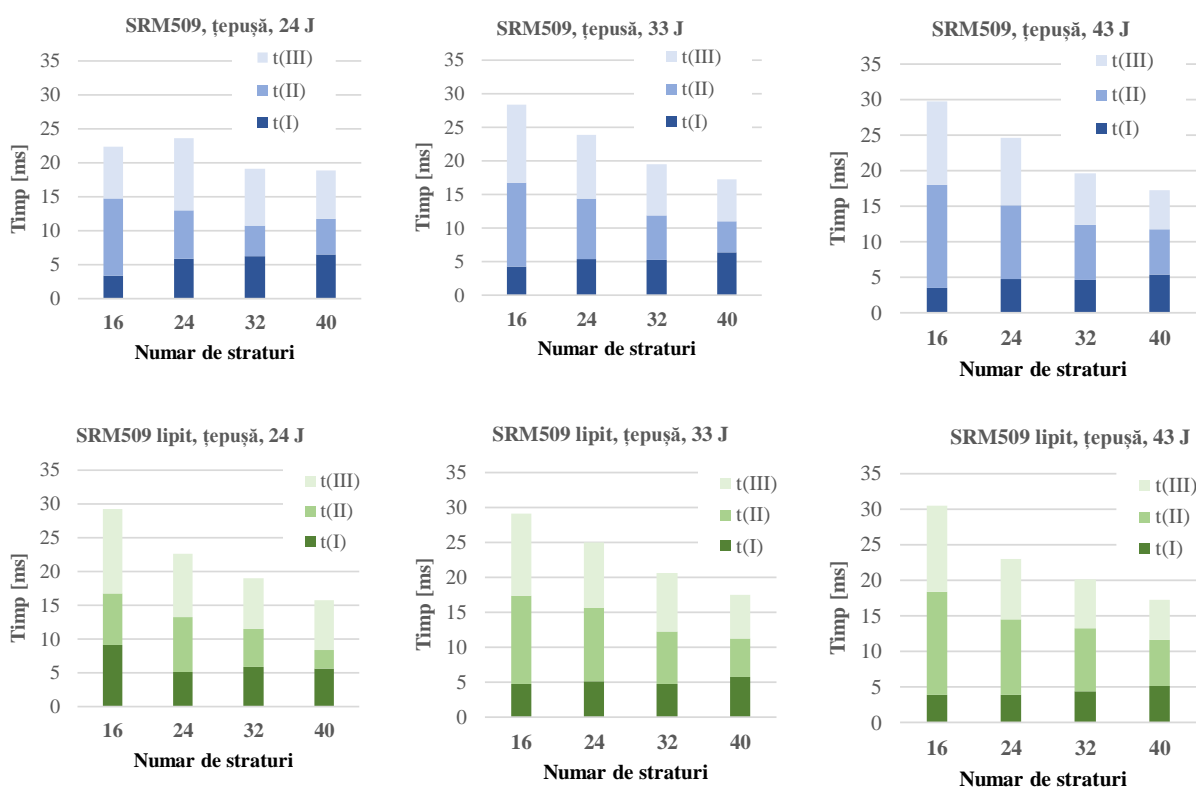 SRM509, țepușă, 24 J
35
30
25
20
15
10
5
0
Timp [ms]
t(III)
t(II)
t(I)
16 24 32 40
Numar de straturi
SRM509, țepusă, 33 J
35
30
25
20
15
10
5
0
Timp [ms]
t(III)
t(II)
t(I)
16 24 32 40
Numar de straturi
SRM509, țepușă, 43 J
35
30
25
20
15
10
5
0
Timp [ms]
t(III)
t(II)
t(I)
16 24 32 40
Numar de straturi
SRM509 lipit, țepușă, 24 J
35
30
25
20
15
10
5
0
Timp [ms]
t(III)
t(II)
t(I)
16 24 32 40
Numar de straturi
SRM509 lipit, țepușă, 33 J
35
30
25
20
15
10
5
0
Timp [ms]
t(III)
t(II)
t(I)
16 24 32 40
Numar de straturi
SRM509 lipit, țepușă, 43 J
35
30
25
20
15
10
5
0
Timp [ms]
t(III)
t(II)
t(I)
16 24 32 40
Numar de straturi